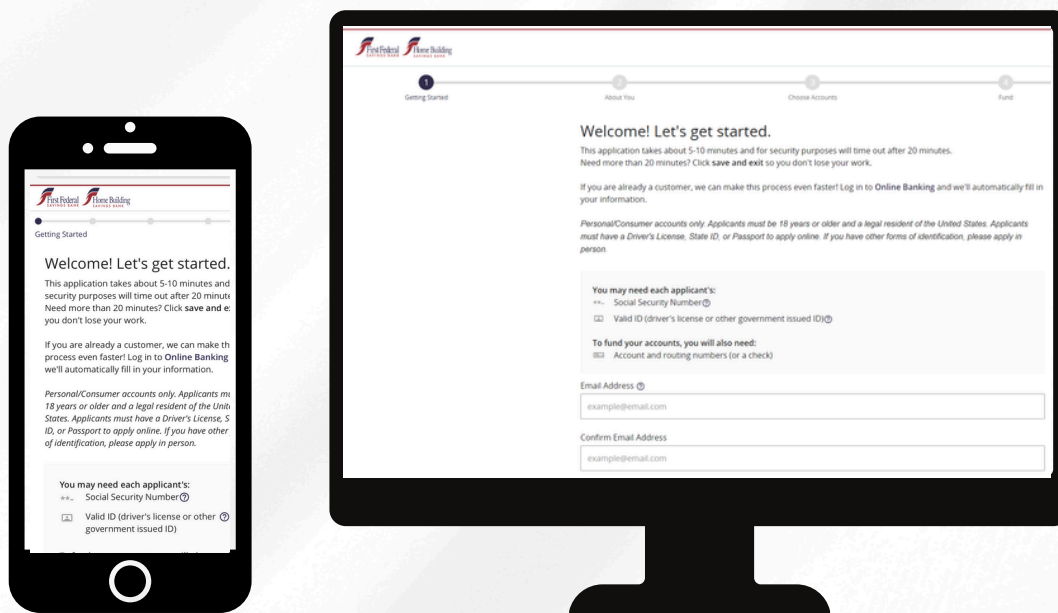 First Federal
SAVINGS BANK
Home Building
SAVINGS BANK
Getting Started
Welcome! Let's get started.
This application takes about 5-10 minutes and
security purposes will time out after 20 minute
Need more than 20 minutes? Click save and e
you don't lose your work.
If you are already a customer, we can make th
process even faster! Log in to Online Banking
we'll automatically fill in your information.
Personal/Consumer accounts only. Applicants mu
18 years or older and a legal resident of the Unit
States. Applicants must have a Driver's License, S
ID, or Passport to apply online. If you have other
of identification, please apply in person.
You may need each applicant's:
Social Security Number
Valid ID (driver's license or other
government issued ID)
First Federal
SAVINGS BANK
Home Building
SAVINGS BANK
1
2
3
4
Getting Started
About You
Choose Accounts
Fund
Welcome! Let's get started.
This application takes about 5-10 minutes and for security purposes will time out after 20 minutes.
Need more than 20 minutes? Click save and exit so you don't lose your work.
If you are already a customer, we can make this process even faster! Log in to Online Banking and we'll automatically fill in
your information.
Personal/Consumer accounts only. Applicants must be 18 years or older and a legal resident of the United States. Applicants
must have a Driver's License, State ID, or Passport to apply online. If you have other forms of identification, please apply in
person.
You may need each applicant's:
Social Security Number
Valid ID (driver's license or other government issued ID)
To fund your accounts, you will also need:
Account and routing numbers (or a check)
Email Address
example@email.com
Confirm Email Address
example@email.com